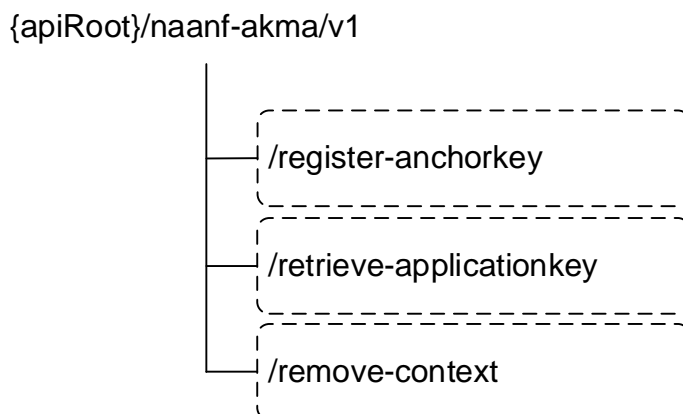 {apiRoot}/naanf-akma/v1
/register-anchorkey
/retrieve-applicationkey
/remove-context